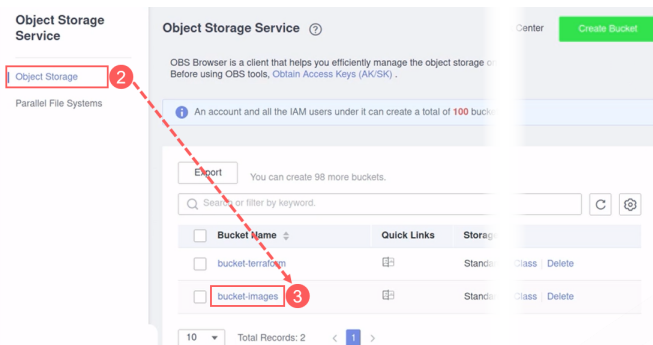 Object Storage Service
Object Storage
2
Parallel File Systems
Object Storage Service ?
Center
Create Bucket
OBS Browser is a client that helps you efficiently manage the object storage
Before using OBS tools, Obtain Access Keys (AK/SK) .
An account and all the IAM users under it can create a total of 100
Export
You can create 98 more buckets.
Search or filter by keyword.
Bucket Name Quick Links
bucket-terraform Class Delete
bucket-images 3 Class Delete
10 Total Records: 2 < 1 >